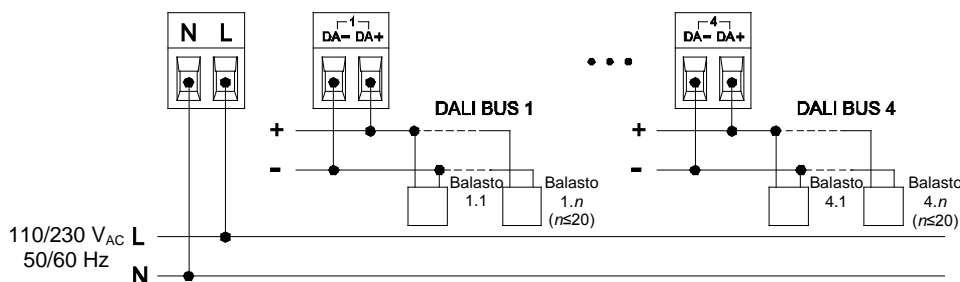 N L
1
DA- DA+
4
DA- DA+
...
DALI BUS 1
DALI BUS 4
+
-
+
-
Balasto
1.1
Balasto
1.n
(n≤20)
Balasto
4.1
Balasto
4.n
(n≤20)
110/230 VAC L
50/60 Hz
N